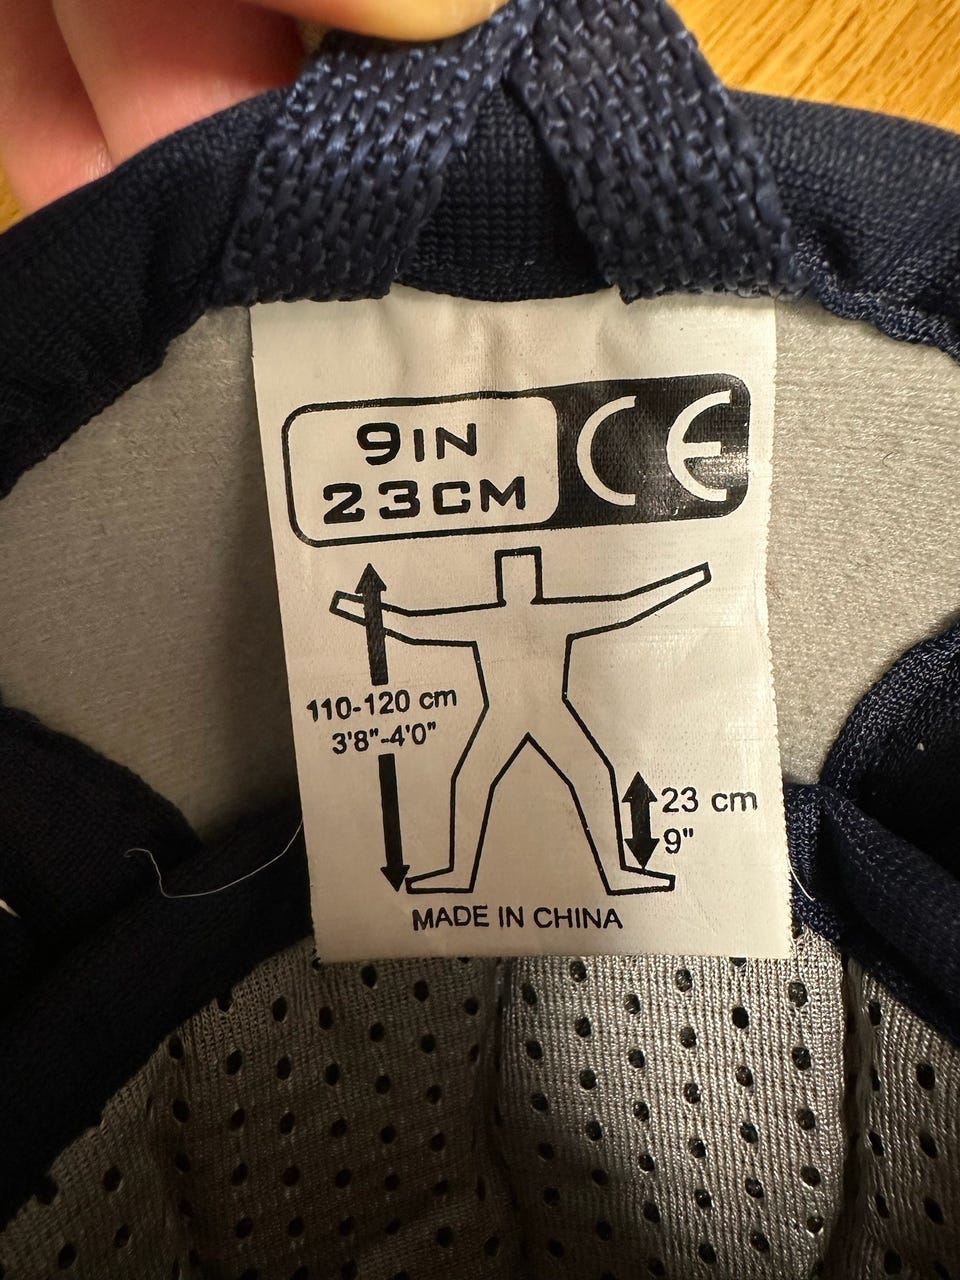 9IN
23CM
CE
110-120 cm
3'8"-4'0"
23 cm
9"
MADE IN CHINA